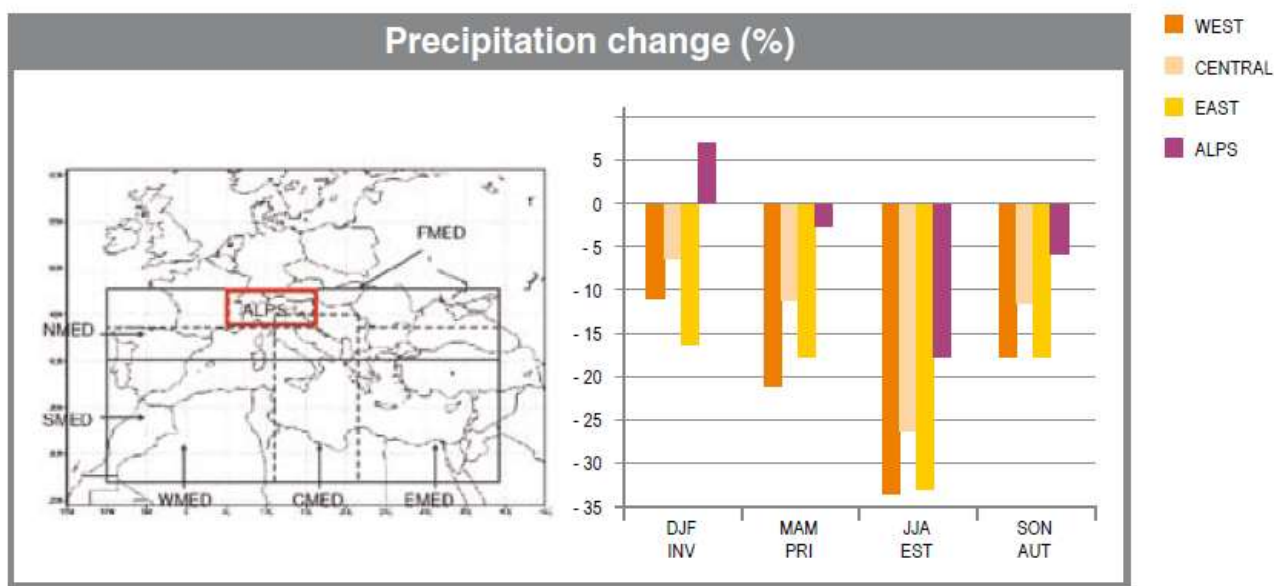 Precipitation change (%)
WEST
CENTRAL
EAST
ALPS
FMED
ALPS
NMED
SMED
WMED
CMED
EMED
5
0
- 5
- 10
- 15
- 20
- 25
- 30
- 35
DJF
INV
MAM
PRI
JJA
EST
SON
AUT